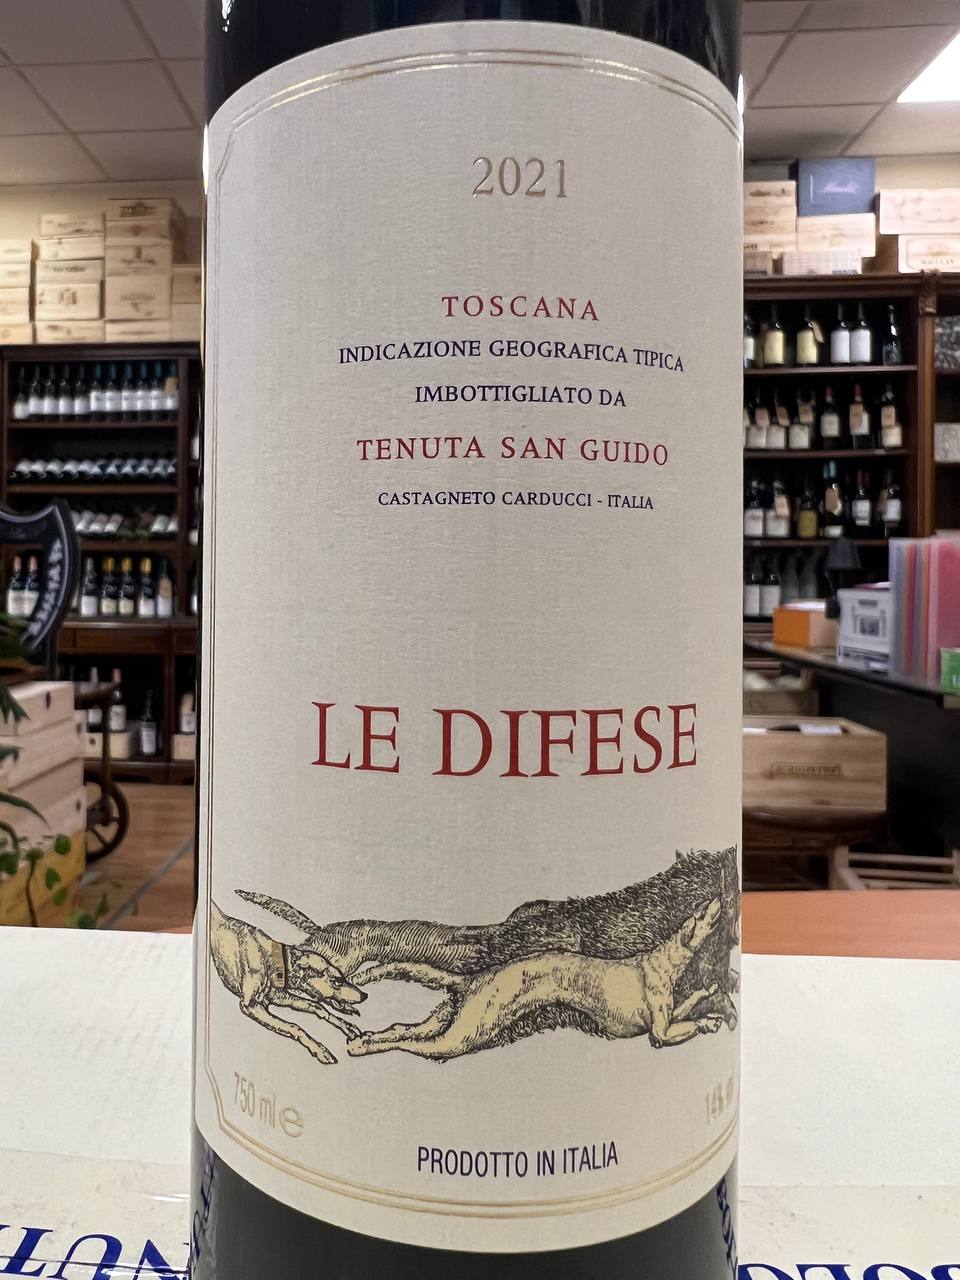 2021
TOSCANA
INDICAZIONE GEOGRAFICA TIPICA
IMBOTTIGLIATO DA
TENUTA SAN GUIDO
CASTAGNETO CARDUCCI - ITALIA
LE DIFESE
750 ml e
14%
PRODOTTO IN ITALIA